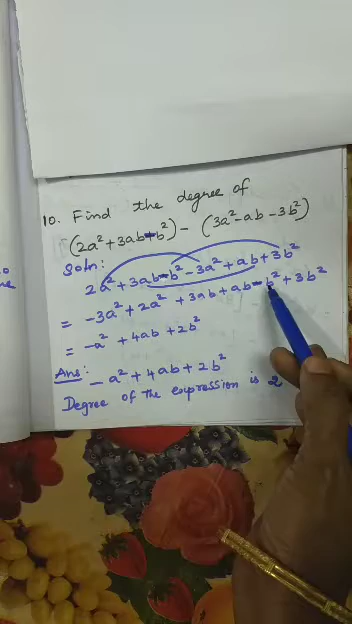 10. Find the degree of
(2a² + 3ab - b²) - (3a² - ab - 3b²)
Soln:
2a² + 3ab - b² - 3a² + ab + 3b²
= -3a² + 2a² + 3ab + ab - b² + 3b²
= -a² + 4ab + 2b²
Ans:
-a² + 4ab + 2b²
Degree of the expression is 2